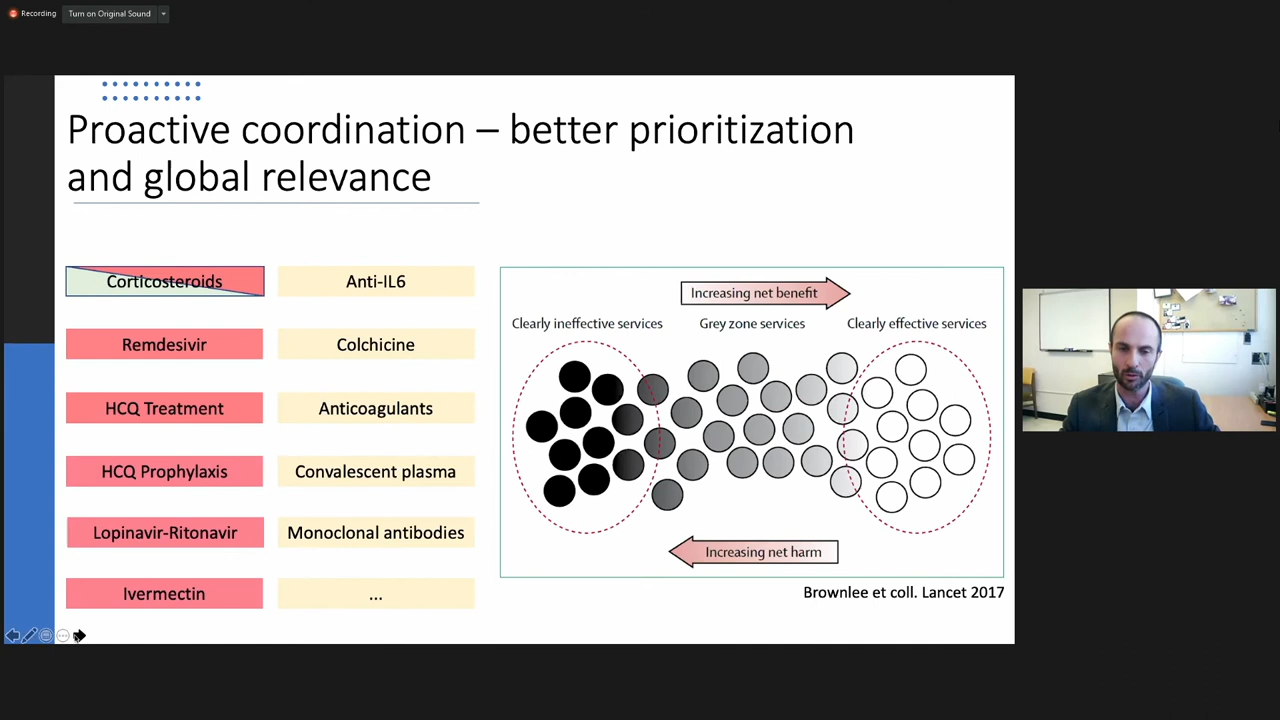 Recording
Turn on Original Sound
Proactive coordination – better prioritization
and global relevance
Corticosteroids
Anti-IL6
Remdesivir
Colchicine
HCQ Treatment
Anticoagulants
HCQ Prophylaxis
Convalescent plasma
Lopinavir-Ritonavir
Monoclonal antibodies
Ivermectin
...
Increasing net benefit
Clearly ineffective services
Grey zone services
Clearly effective services
Increasing net harm
Brownlee et coll. Lancet 2017